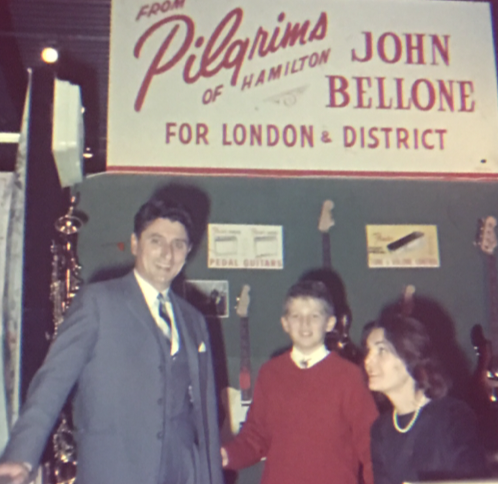 FROM
Pilgrims
OF HAMILTON
JOHN
BELLONE
FOR LONDON & DISTRICT
PEDAL GUITARS